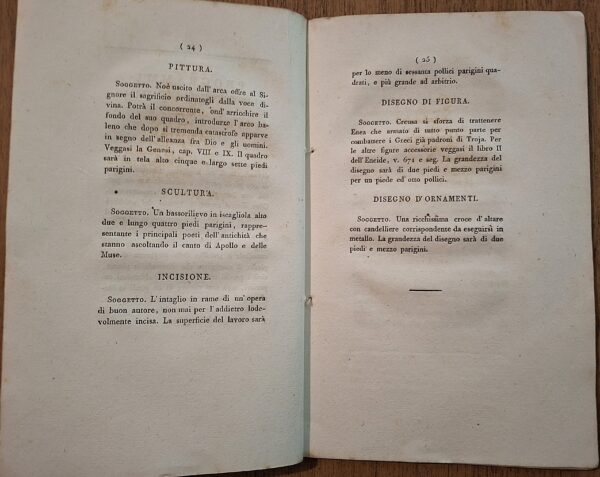 ( 24 )
PITTURA.
SOGGETTO. Noè uscito dall' arca offre al Si-
gnore il sagrificio ordinatogli dalla voce di-
vina. Potrà il concorrente, ond' arricchire il
fondo del suo quadro, introdurre l' arco ba-
leno che dopo sì tremenda catastrofe apparve
in segno dell' alleanza fra Dio e gli uomini.
Veggasi la Genesi, cap. VIII e IX. Il quadro
sarà in tela alto cinque e largo sette piedi
parigini.
SCULTURA.
SOGGETTO. Un bassorilievo in iscagliola alto
due e lungo quattro piedi parigini, rappre-
sentante i principali poeti dell' antichità che
stanno ascoltando il canto di Apollo e delle
Muse.
INCISIONE.
SOGGETTO. L' intaglio in rame di un' opera
di buon autore, non mai per l' addietro lode-
volmente incisa. La superficie del lavoro sarà
( 25 )
per lo meno di sessanta pollici parigini qua-
drati, e più grande ad arbitrio.
DISEGNO DI FIGURA.
SOGGETTO. Creusa si sforza di trattenere
Enea che armato di tutto punto parte per
combattere i Greci già padroni di Troja. Per
le altre figure accessorie veggasi il libro II
dell' Eneide, v. 671 e seg. La grandezza del
disegno sarà di due piedi e mezzo parigini
per un piede ed otto pollici.
DISEGNO D' ORNAMENTI.
SOGGETTO. Una ricchissima croce d' altare
con candelliere corrispondente da eseguirsi in
metallo. La grandezza del disegno sarà di due
piedi e mezzo parigini.